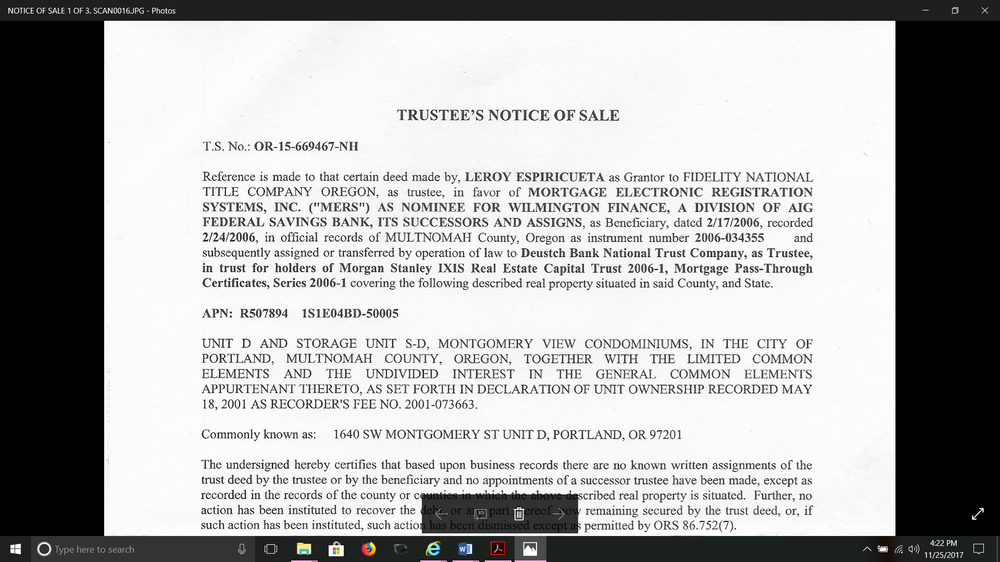 NOTICE OF SALE 1 OF 3. SCAN0016.JPG - Photos
TRUSTEE’S NOTICE OF SALE
T.S. No.: OR-15-669467-NH
Reference is made to that certain deed made by, LEROY ESPIRICUETA as Grantor to FIDELITY NATIONAL
TITLE COMPANY OREGON, as trustee, in favor of MORTGAGE ELECTRONIC REGISTRATION
SYSTEMS, INC. ("MERS") AS NOMINEE FOR WILMINGTON FINANCE, A DIVISION OF AIG
FEDERAL SAVINGS BANK, ITS SUCCESSORS AND ASSIGNS, as Beneficiary, dated 2/17/2006, recorded
2/24/2006, in official records of MULTNOMAH County, Oregon as instrument number 2006-034355 and
subsequently assigned or transferred by operation of law to Deustch Bank National Trust Company, as Trustee,
in trust for holders of Morgan Stanley IXIS Real Estate Capital Trust 2006-1, Mortgage Pass-Through
Certificates, Series 2006-1 covering the following described real property situated in said County, and State.
APN: R507894 1S1E04BD-50005
UNIT D AND STORAGE UNIT S-D, MONTGOMERY VIEW CONDOMINIUMS, IN THE CITY OF
PORTLAND, MULTNOMAH COUNTY, OREGON, TOGETHER WITH THE LIMITED COMMON
ELEMENTS AND THE UNDIVIDED INTEREST IN THE GENERAL COMMON ELEMENTS
APPURTENANT THERETO, AS SET FORTH IN DECLARATION OF UNIT OWNERSHIP RECORDED MAY
18, 2001 AS RECORDER'S FEE NO. 2001-073663.
Commonly known as: 1640 SW MONTGOMERY ST UNIT D, PORTLAND, OR 97201
The undersigned hereby certifies that based upon business records there are no known written assignments of the
trust deed by the trustee or by the beneficiary and no appointments of a successor trustee have been made, except as
recorded in the records of the county or counties in which the above described real property is situated. Further, no
action has been instituted to recover the debt, or any part thereof, now remaining secured by the trust deed, or, if
such action has been instituted, such action has been dismissed except as permitted by ORS 86.752(7).
Type here to search
4:22 PM
11/25/2017